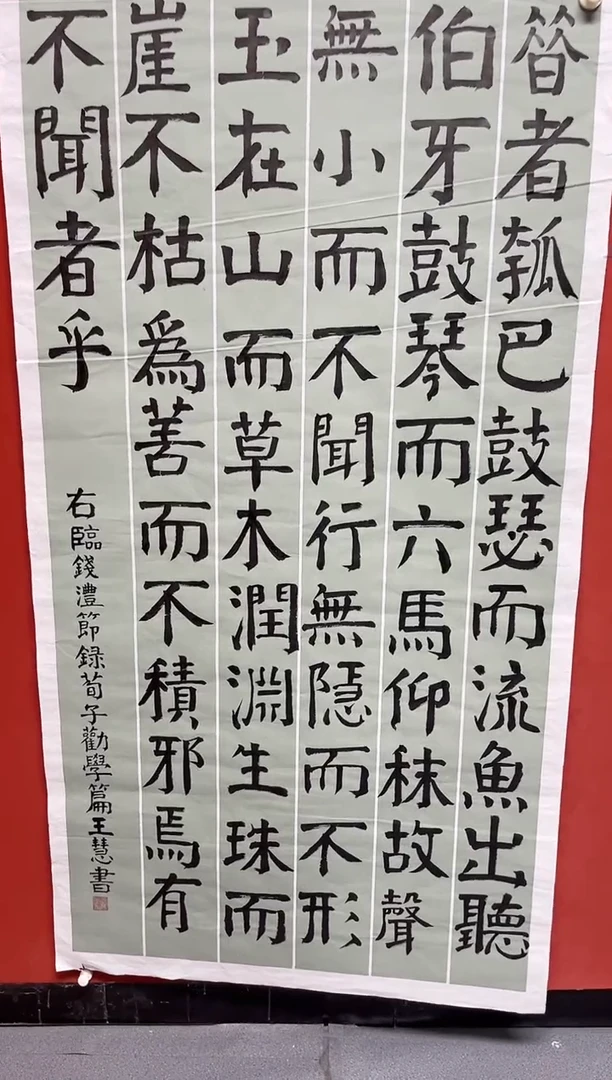 㫺者瓠巴鼓瑟而流魚出聽
伯牙鼓琴而六馬仰秣故聲
無小而不聞行無隱而不形
玉在山而草木潤淵生珠而
崖不枯爲善而不積邪焉有
不聞者乎
右臨錢澧節録荀子勸學篇王慧書